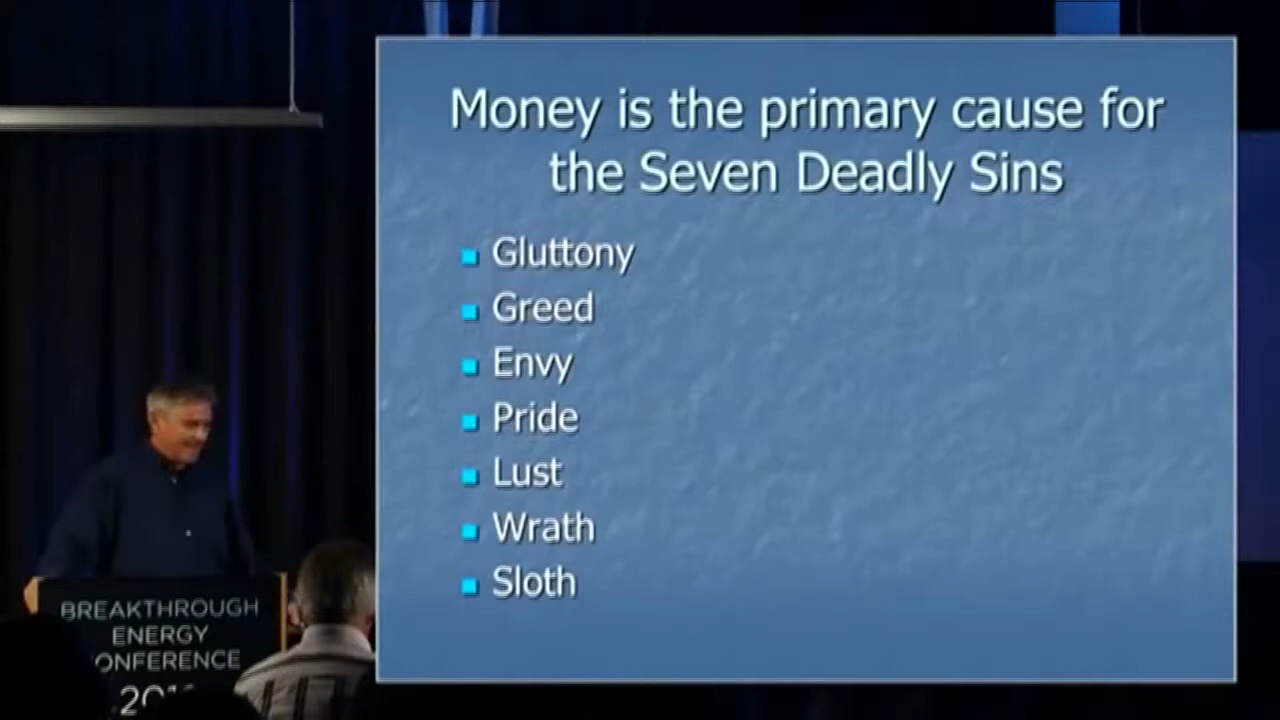 Money is the primary cause for
the Seven Deadly Sins
Gluttony
Greed
Envy
Pride
Lust
Wrath
Sloth
BREAKTHROUGH
ENERGY
ONFERENCE